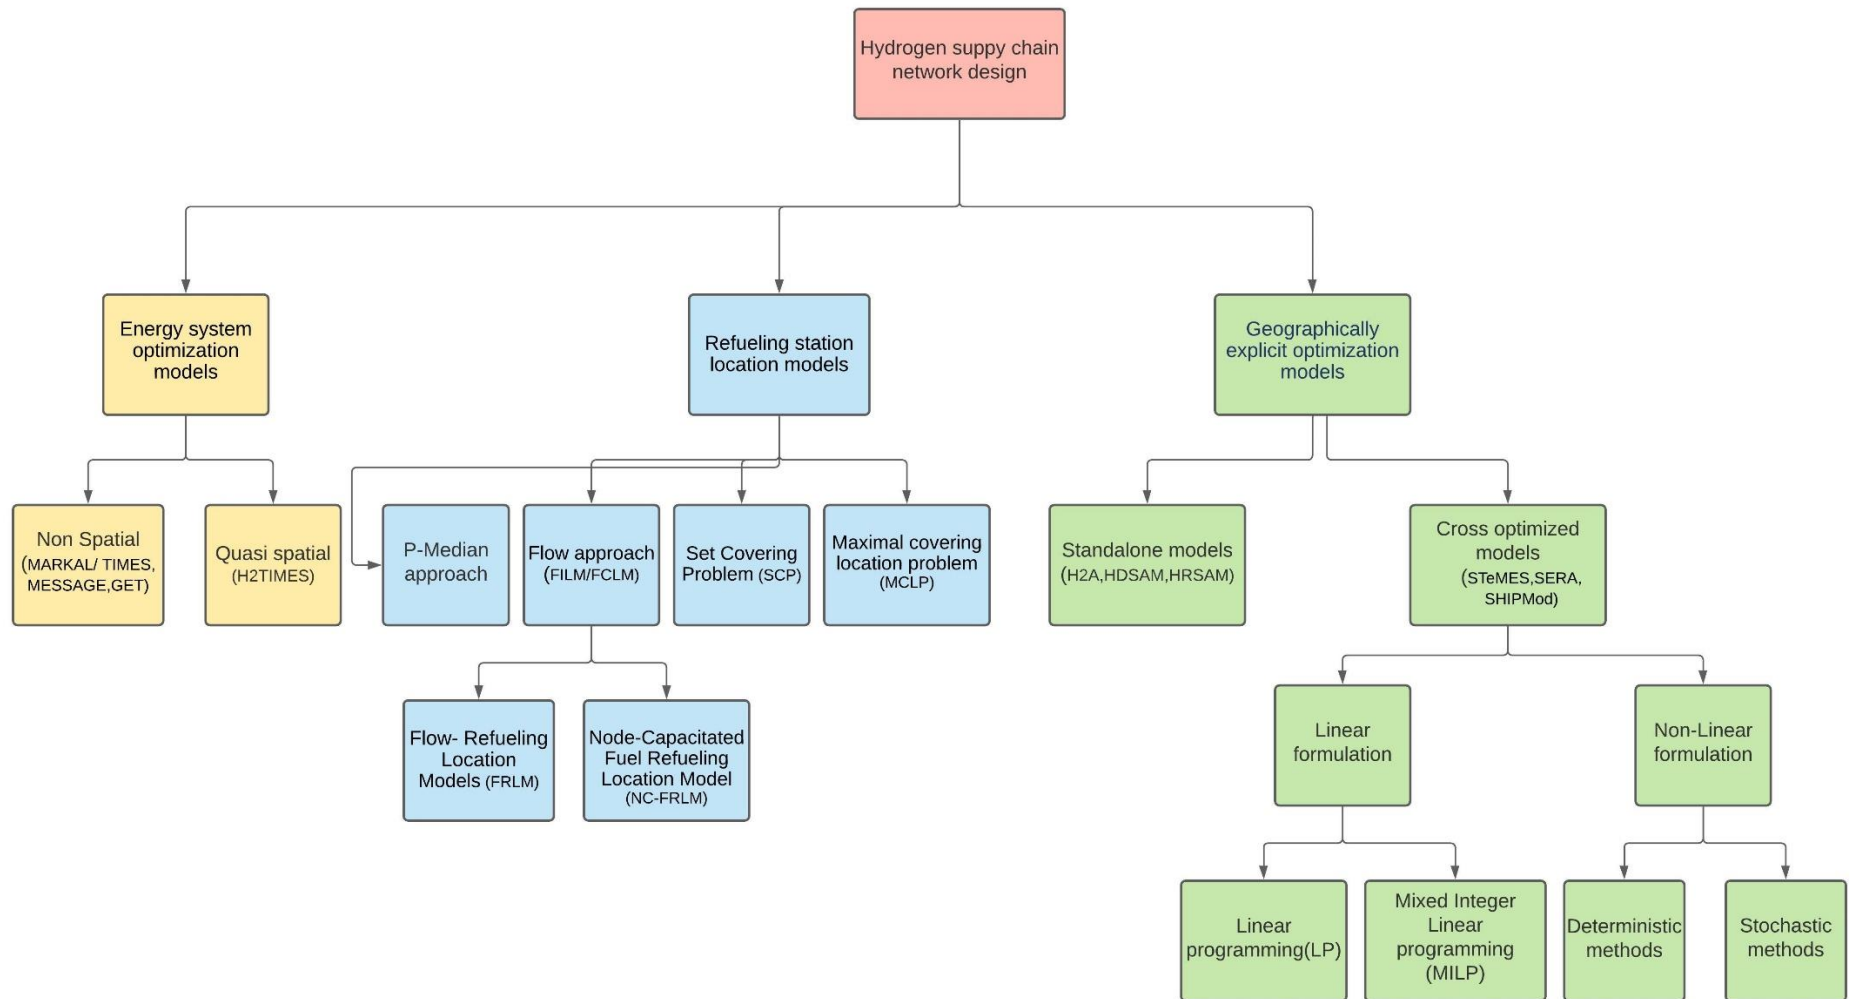 Hydrogen suppy chain
network design
Energy system
optimization
models
Refueling station
location models
Geographically
explicit optimization
models
Non Spatial
(MARKAL/ TIMES,
MESSAGE,GET)
Quasi spatial
(H2TIMES)
P-Median
approach
Flow approach
(FILM/FCLM)
Set Covering
Problem (SCP)
Maximal covering
location problem
(MCLP)
Standalone models
(H2A,HDSAM,HRSAM)
Cross optimized
models
(STeMES,SERA,
SHIPMod)
Flow- Refueling
Location
Models (FRLM)
Node-Capacitated
Fuel Refueling
Location Model
(NC-FRLM)
Linear
formulation
Non-Linear
formulation
Linear
programming(LP)
Mixed Integer
Linear
programming
(MILP)
Deterministic
methods
Stochastic
methods